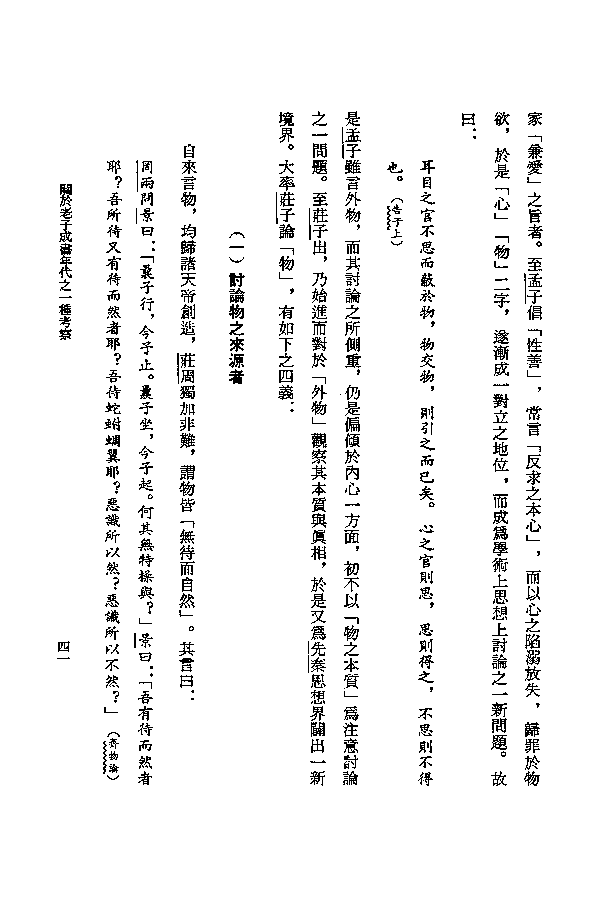 家「兼愛」之旨者。至孟子倡「性善」，常言「反求之本心」，而以心之陷溺放失，歸罪於物
欲，於是「心」「物」二字，遂漸成一對立之地位，而成爲學術上思想上討論之一新問題。故
曰：
耳目之官不思而蔽於物，物交物，則引之而已矣。心之官則思，思則得之，不思則不得
也。（告子上）
是孟子雖言外物，而其討論之所側重，仍是偏傾於內心一方面，初不以「物之本質」爲注意討論
之一問題。至莊子出，乃始進而對於「外物」觀察其本質與眞相，於是又爲先秦思想界闢出一新
境界。大率莊子論「物」，有如下之四義：
（一）討論物之來源者
自來言物，均歸諸天帝創造，莊周獨加非難，謂物皆「無待而自然」。其言曰：
罔兩問景曰：「曩子行，今子止。曩子坐，今子起。何其無特操與？」景曰：「吾有待而然者
耶？吾所待又有待而然者耶？吾待蛇蚹蜩翼耶？惡識所以然？惡識所以不然？」（齊物論）
關於老子成書年代之一種考察
四一